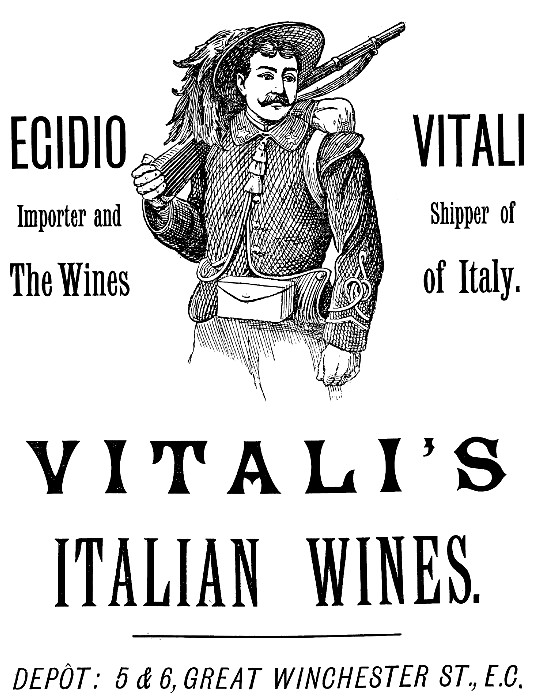 EGIDIO VITALI
Importer and Shipper of
The Wines of Italy.
VITALI'S
ITALIAN WINES.
DEPÔT: 5 & 6, GREAT WINCHESTER ST., E.C.